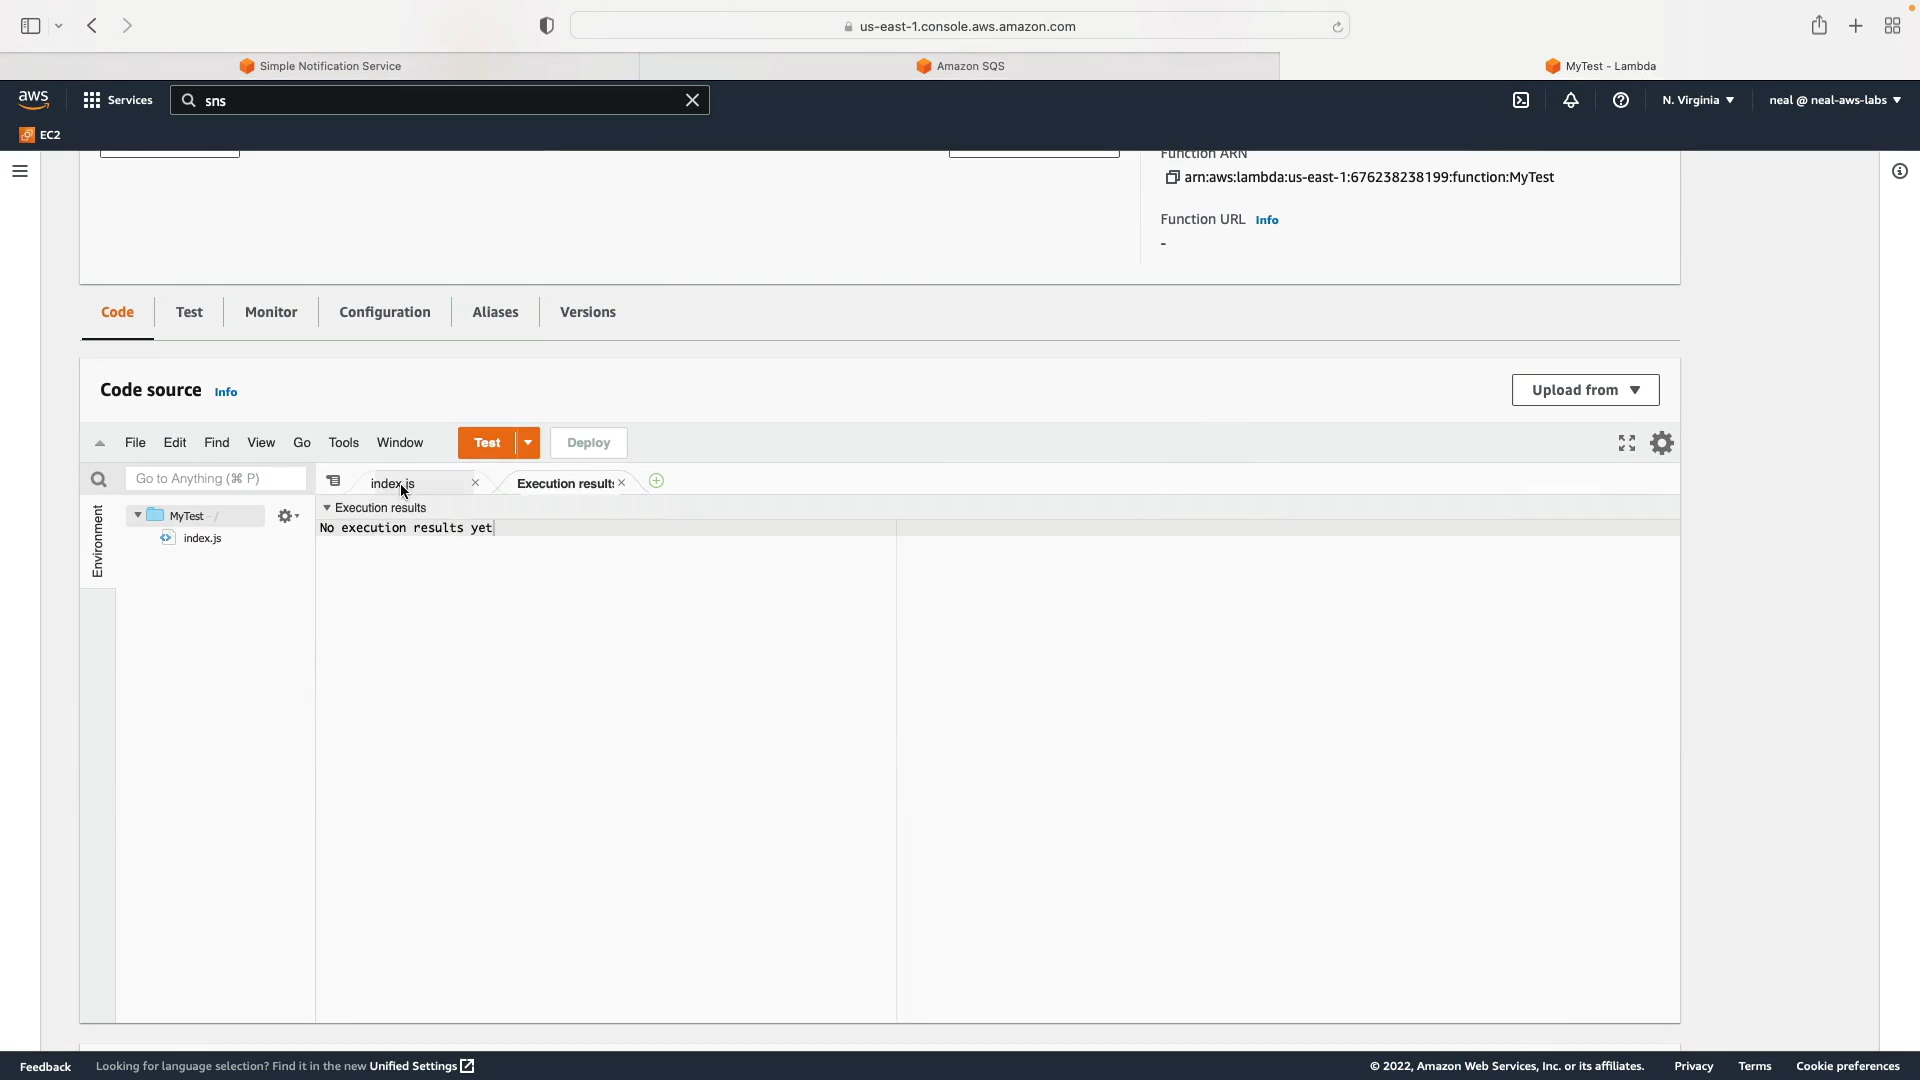 us-east-1.console.aws.amazon.com
Simple Notification Service
Amazon SQS
MyTest - Lambda
aws
Services
sns
N. Virginia
neal @ neal-aws-labs
EC2
Function ARN
arn:aws:lambda:us-east-1:676238238199:function:MyTest
Function URL Info
-
Code
Test
Monitor
Configuration
Aliases
Versions
Code source Info
Upload from
File
Edit
Find
View
Go
Tools
Window
Test
Deploy
Go to Anything (⌘ P)
index.js
Execution results
Environment
MyTest - /
index.js
Execution results
No execution results yet
Feedback
Looking for language selection? Find it in the new Unified Settings
© 2022, Amazon Web Services, Inc. or its affiliates.
Privacy
Terms
Cookie preferences